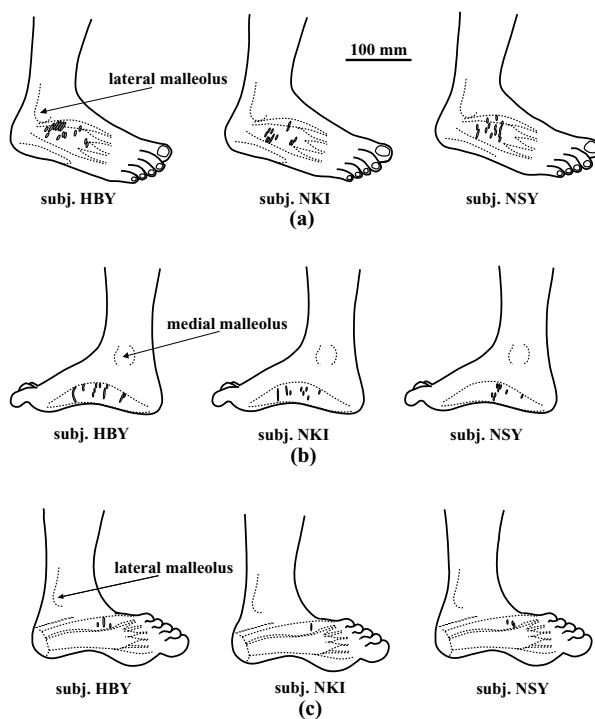 100 mm
lateral malleolus
subj. HBY subj. NKI subj. NSY
(a)
medial malleolus
subj. HBY subj. NKI subj. NSY
(b)
lateral malleolus
subj. HBY subj. NKI subj. NSY
(c)